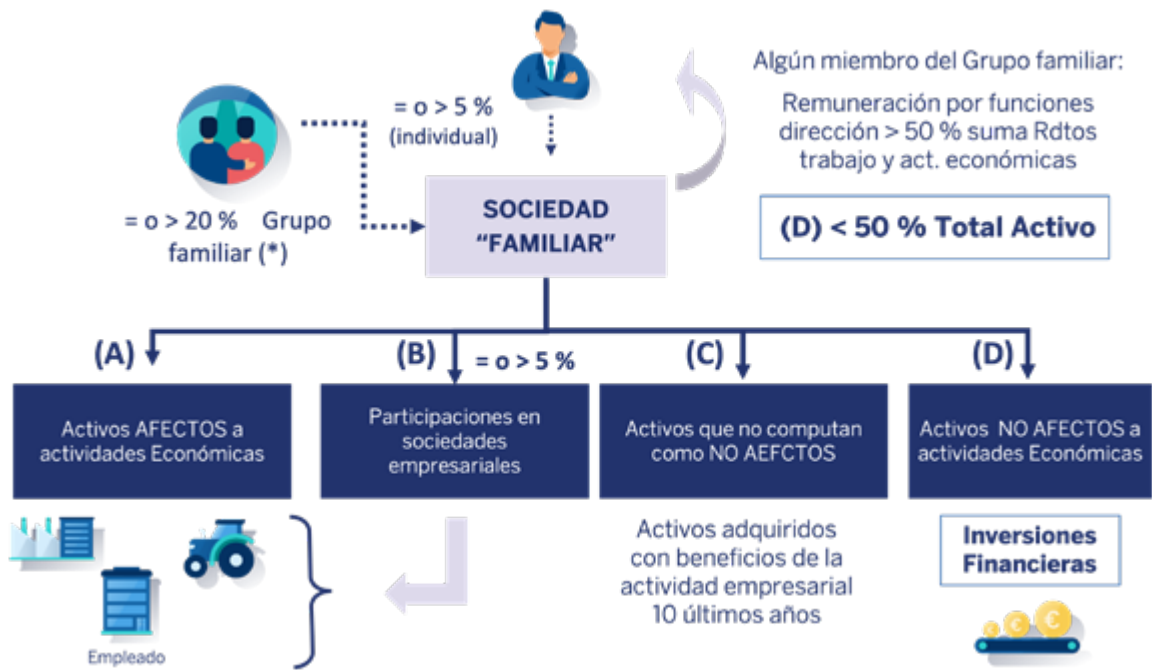 = o > 5 %
(individual)
= o > 20 % Grupo
familiar (*)
SOCIEDAD
“FAMILIAR”
Algún miembro del Grupo familiar:
Remuneración por funciones
dirección > 50 % suma Rdtos
trabajo y act. económicas
(D) < 50 % Total Activo
(A)
(B)
= o > 5 %
(C)
(D)
Activos AFECTOS a
actividades Económicas
Participaciones en
sociedades
empresariales
Activos que no computan
como NO AEFCTOS
Activos NO AFECTOS a
actividades Económicas
Empleado
Activos adquiridos
con beneficios de la
actividad empresarial
10 últimos años
Inversiones
Financieras
€
€
€